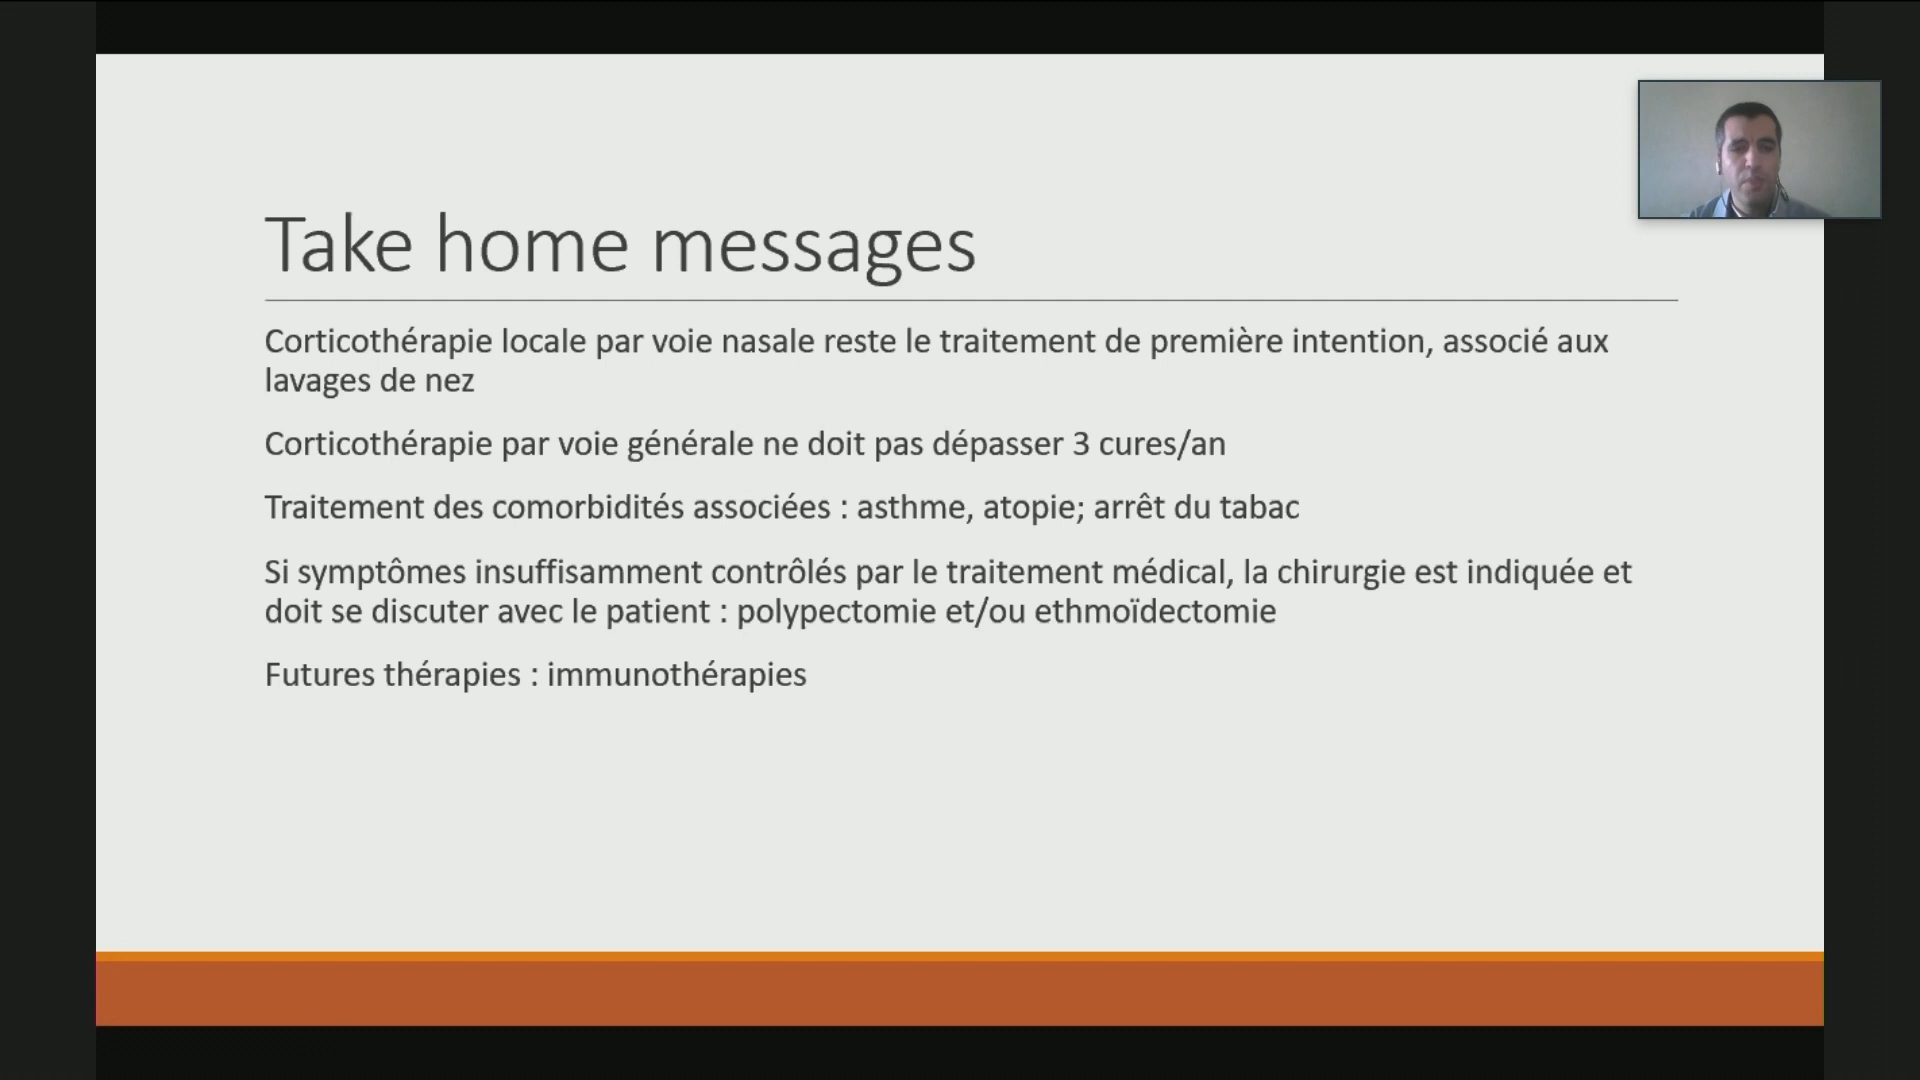 Take home messages
Corticothérapie locale par voie nasale reste le traitement de première intention, associé aux
lavages de nez
Corticothérapie par voie générale ne doit pas dépasser 3 cures/an
Traitement des comorbidités associées : asthme, atopie; arrêt du tabac
Si symptômes insuffisamment contrôlés par le traitement médical, la chirurgie est indiquée et
doit se discuter avec le patient : polypectomie et/ou ethmoïdectomie
Futures thérapies : immunothérapies